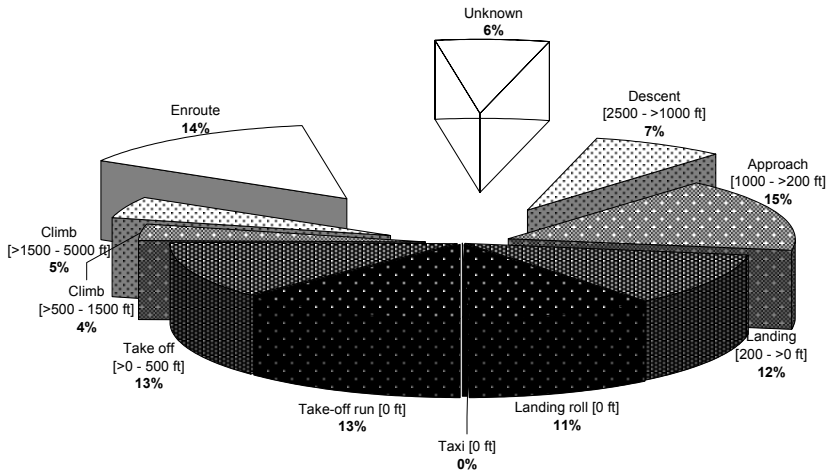 Unknown
6%
Descent
[2500 - >1000 ft]
7%
Approach
[1000 - >200 ft]
15%
Landing
[200 - >0 ft]
12%
Landing roll [0 ft]
11%
Taxi [0 ft]
0%
Take-off run [0 ft]
13%
Take off
[>0 - 500 ft]
13%
Climb
[>500 - 1500 ft]
4%
Climb
[>1500 - 5000 ft]
5%
Enroute
14%